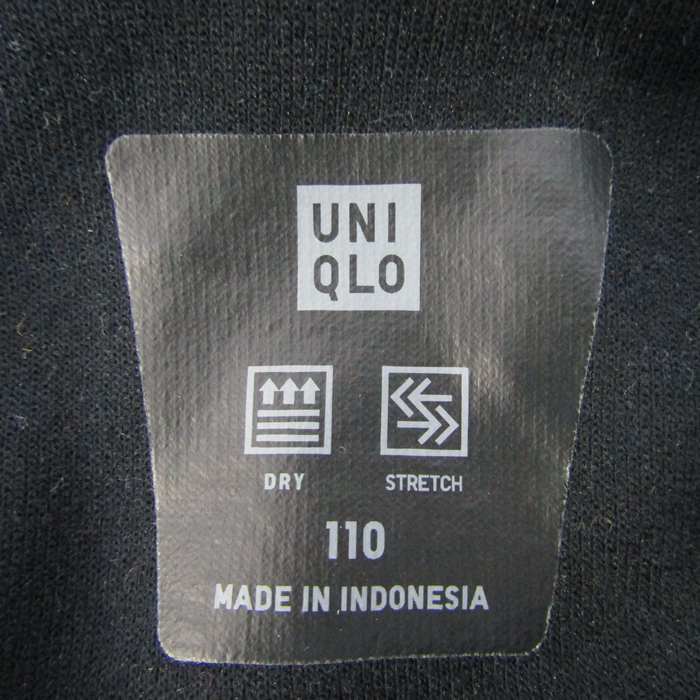 UNI
QLO
DRY STRETCH
110
MADE IN INDONESIA